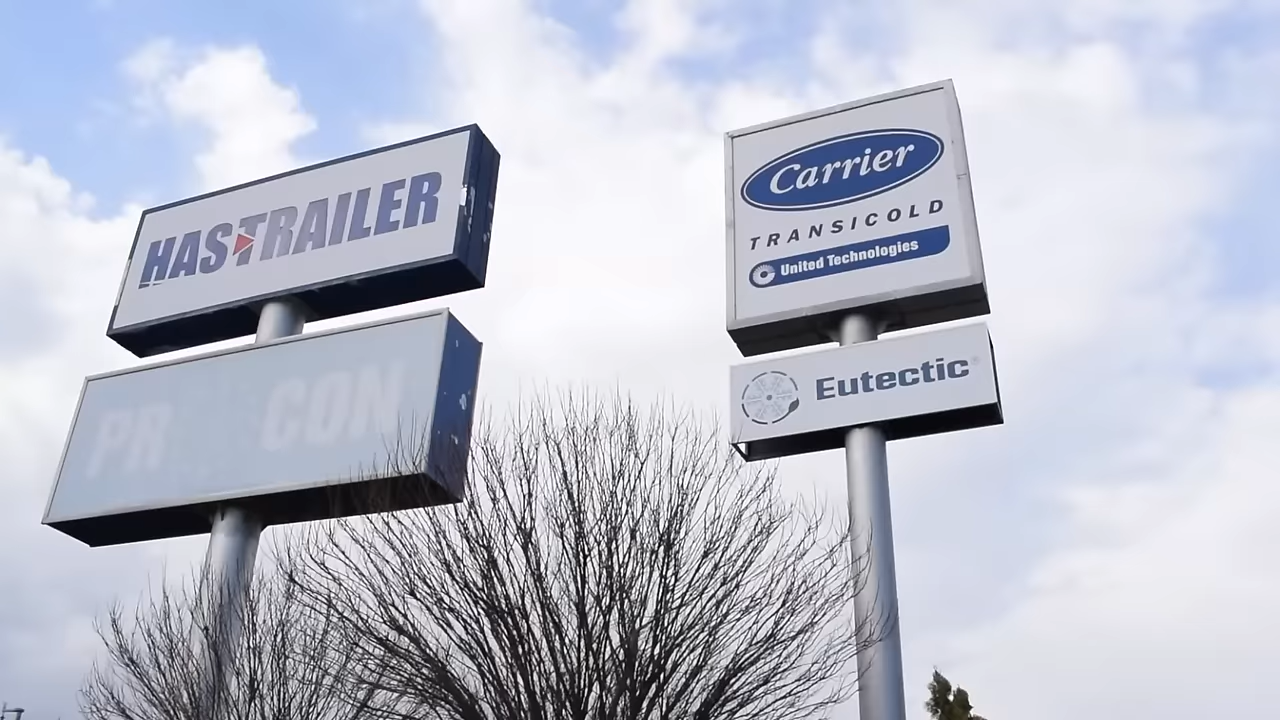 HASTRAILER
PR CON
Carrier
TRANSICOLD
United Technologies
Eutectic